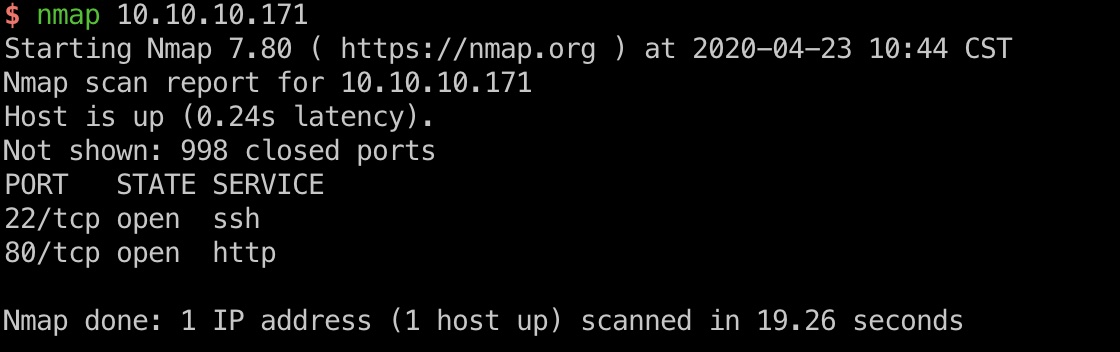 $ nmap 10.10.10.171
Starting Nmap 7.80 ( https://nmap.org ) at 2020-04-23 10:44 CST
Nmap scan report for 10.10.10.171
Host is up (0.24s latency).
Not shown: 998 closed ports
PORT   STATE SERVICE
22/tcp open  ssh
80/tcp open  http

Nmap done: 1 IP address (1 host up) scanned in 19.26 seconds